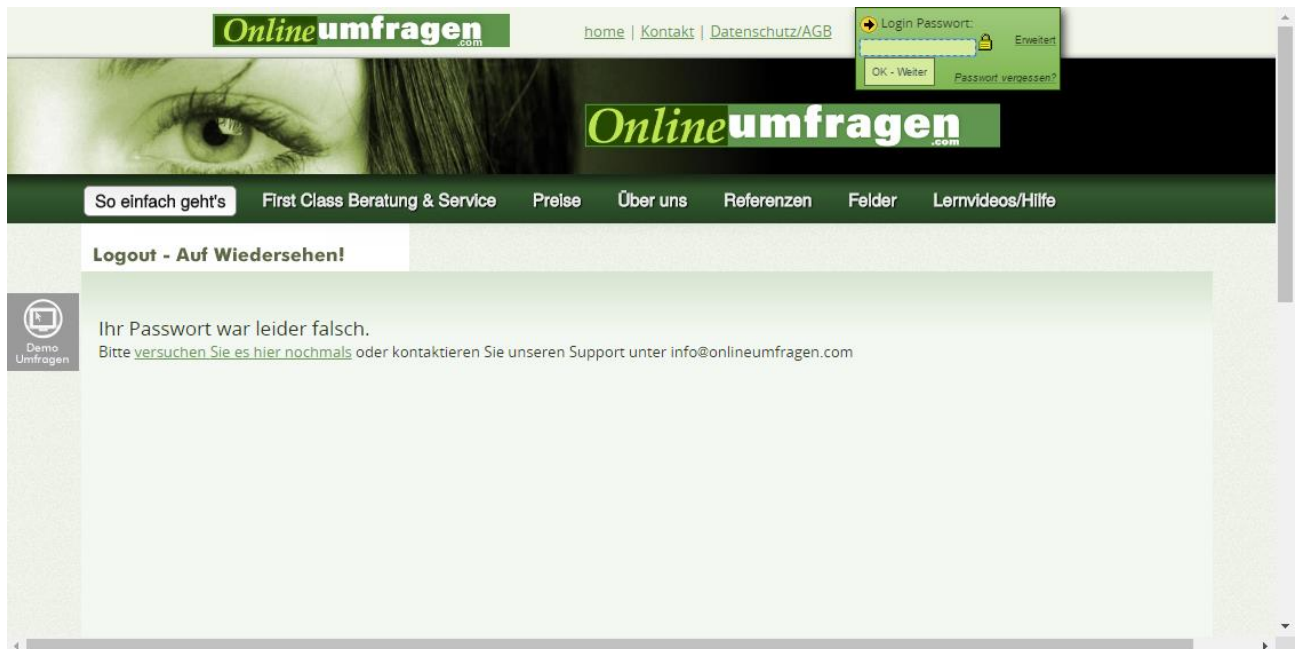 Onlineumfragen.com
home | Kontakt | Datenschutz/AGB
Login Passwort:
Erweitert
OK - Weiter
Passwort vergessen?
Onlineumfragen.com
So einfach geht's First Class Beratung & Service Preise Über uns Referenzen Felder Lernvideos/Hilfe
Logout - Auf Wiedersehen!
Demo
Umfragen
Ihr Passwort war leider falsch.
Bitte versuchen Sie es hier nochmals oder kontaktieren Sie unseren Support unter info@onlineumfragen.com